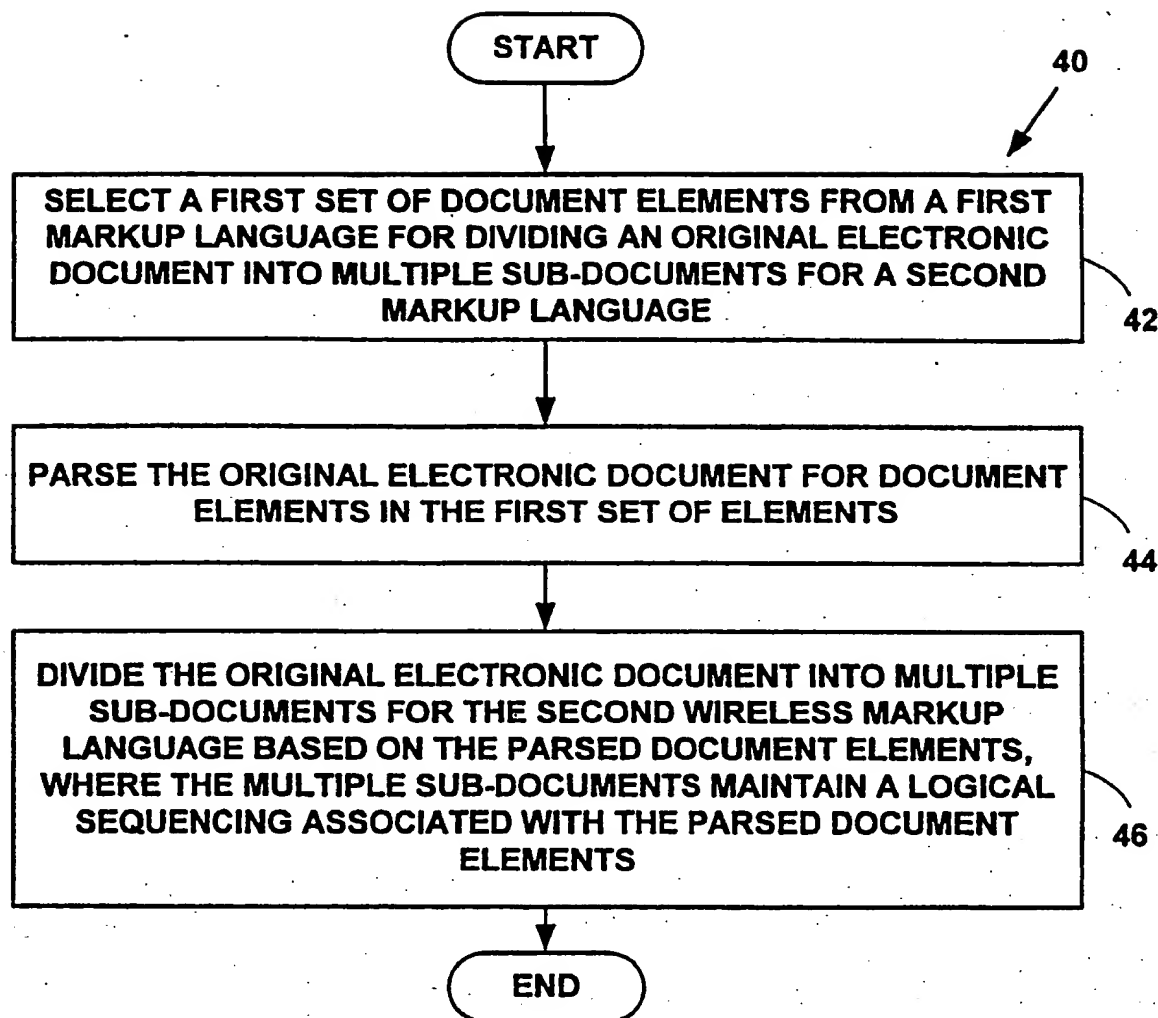 START
40
SELECT A FIRST SET OF DOCUMENT ELEMENTS FROM A FIRST
MARKUP LANGUAGE FOR DIVIDING AN ORIGINAL ELECTRONIC
DOCUMENT INTO MULTIPLE SUB-DOCUMENTS FOR A SECOND
MARKUP LANGUAGE
42
PARSE THE ORIGINAL ELECTRONIC DOCUMENT FOR DOCUMENT
ELEMENTS IN THE FIRST SET OF ELEMENTS
44
DIVIDE THE ORIGINAL ELECTRONIC DOCUMENT INTO MULTIPLE
SUB-DOCUMENTS FOR THE SECOND WIRELESS MARKUP
LANGUAGE BASED ON THE PARSED DOCUMENT ELEMENTS,
WHERE THE MULTIPLE SUB-DOCUMENTS MAINTAIN A LOGICAL
SEQUENCING ASSOCIATED WITH THE PARSED DOCUMENT
ELEMENTS
46
END